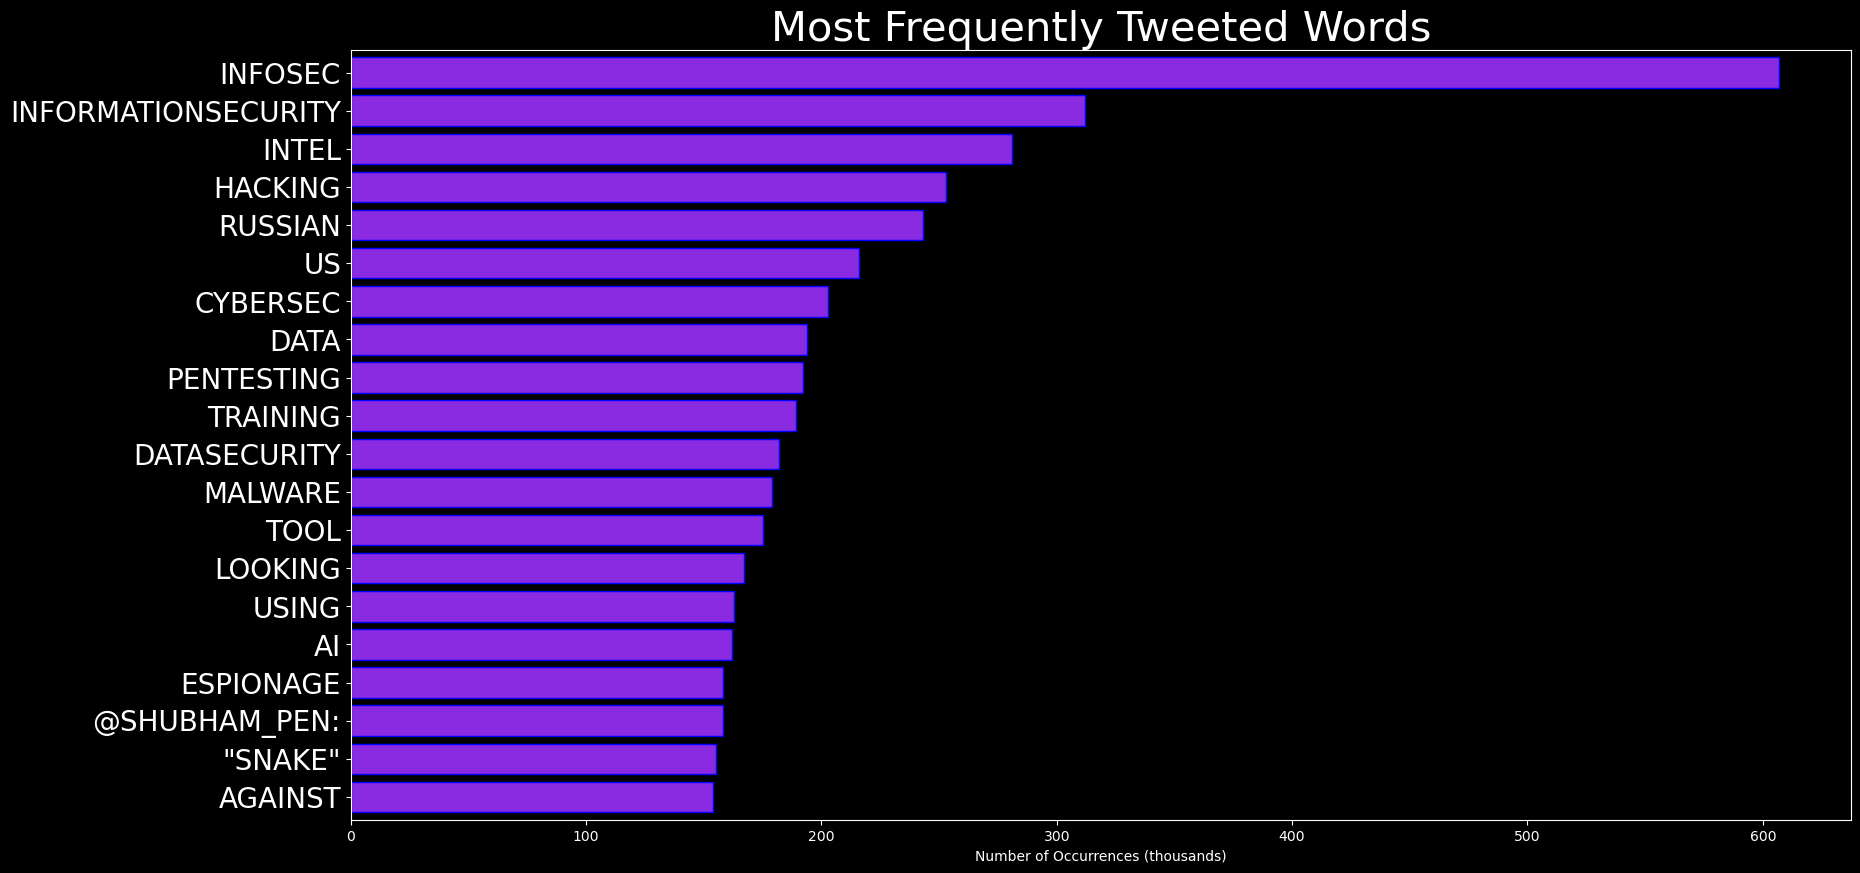 Most Frequently Tweeted Words
INFOSEC
INFORMATIONSECURITY
INTEL
HACKING
RUSSIAN
US
CYBERSEC
DATA
PENTESTING
TRAINING
DATASECURITY
MALWARE
TOOL
LOOKING
USING
AI
ESPIONAGE
@SHUBHAM_PEN:
"SNAKE"
AGAINST
0 100 200 300 400 500 600
Number of Occurrences (thousands)